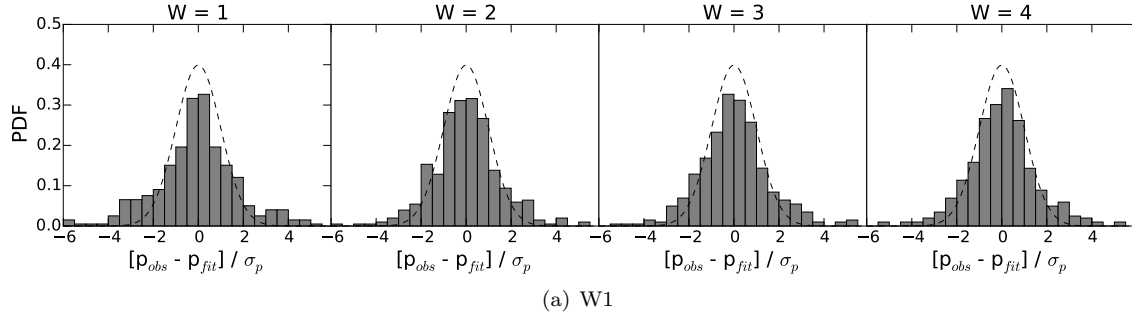 W = 1 W = 2 W = 3 W = 4
0.5
0.4
0.3
0.2
0.1
0.0
PDF
−6 −4 −2 0 2 4 −6 −4 −2 0 2 4 −6 −4 −2 0 2 4 −6 −4 −2 0 2 4
[p_obs - p_fit] / σ_p [p_obs - p_fit] / σ_p [p_obs - p_fit] / σ_p [p_obs - p_fit] / σ_p
(a) W1